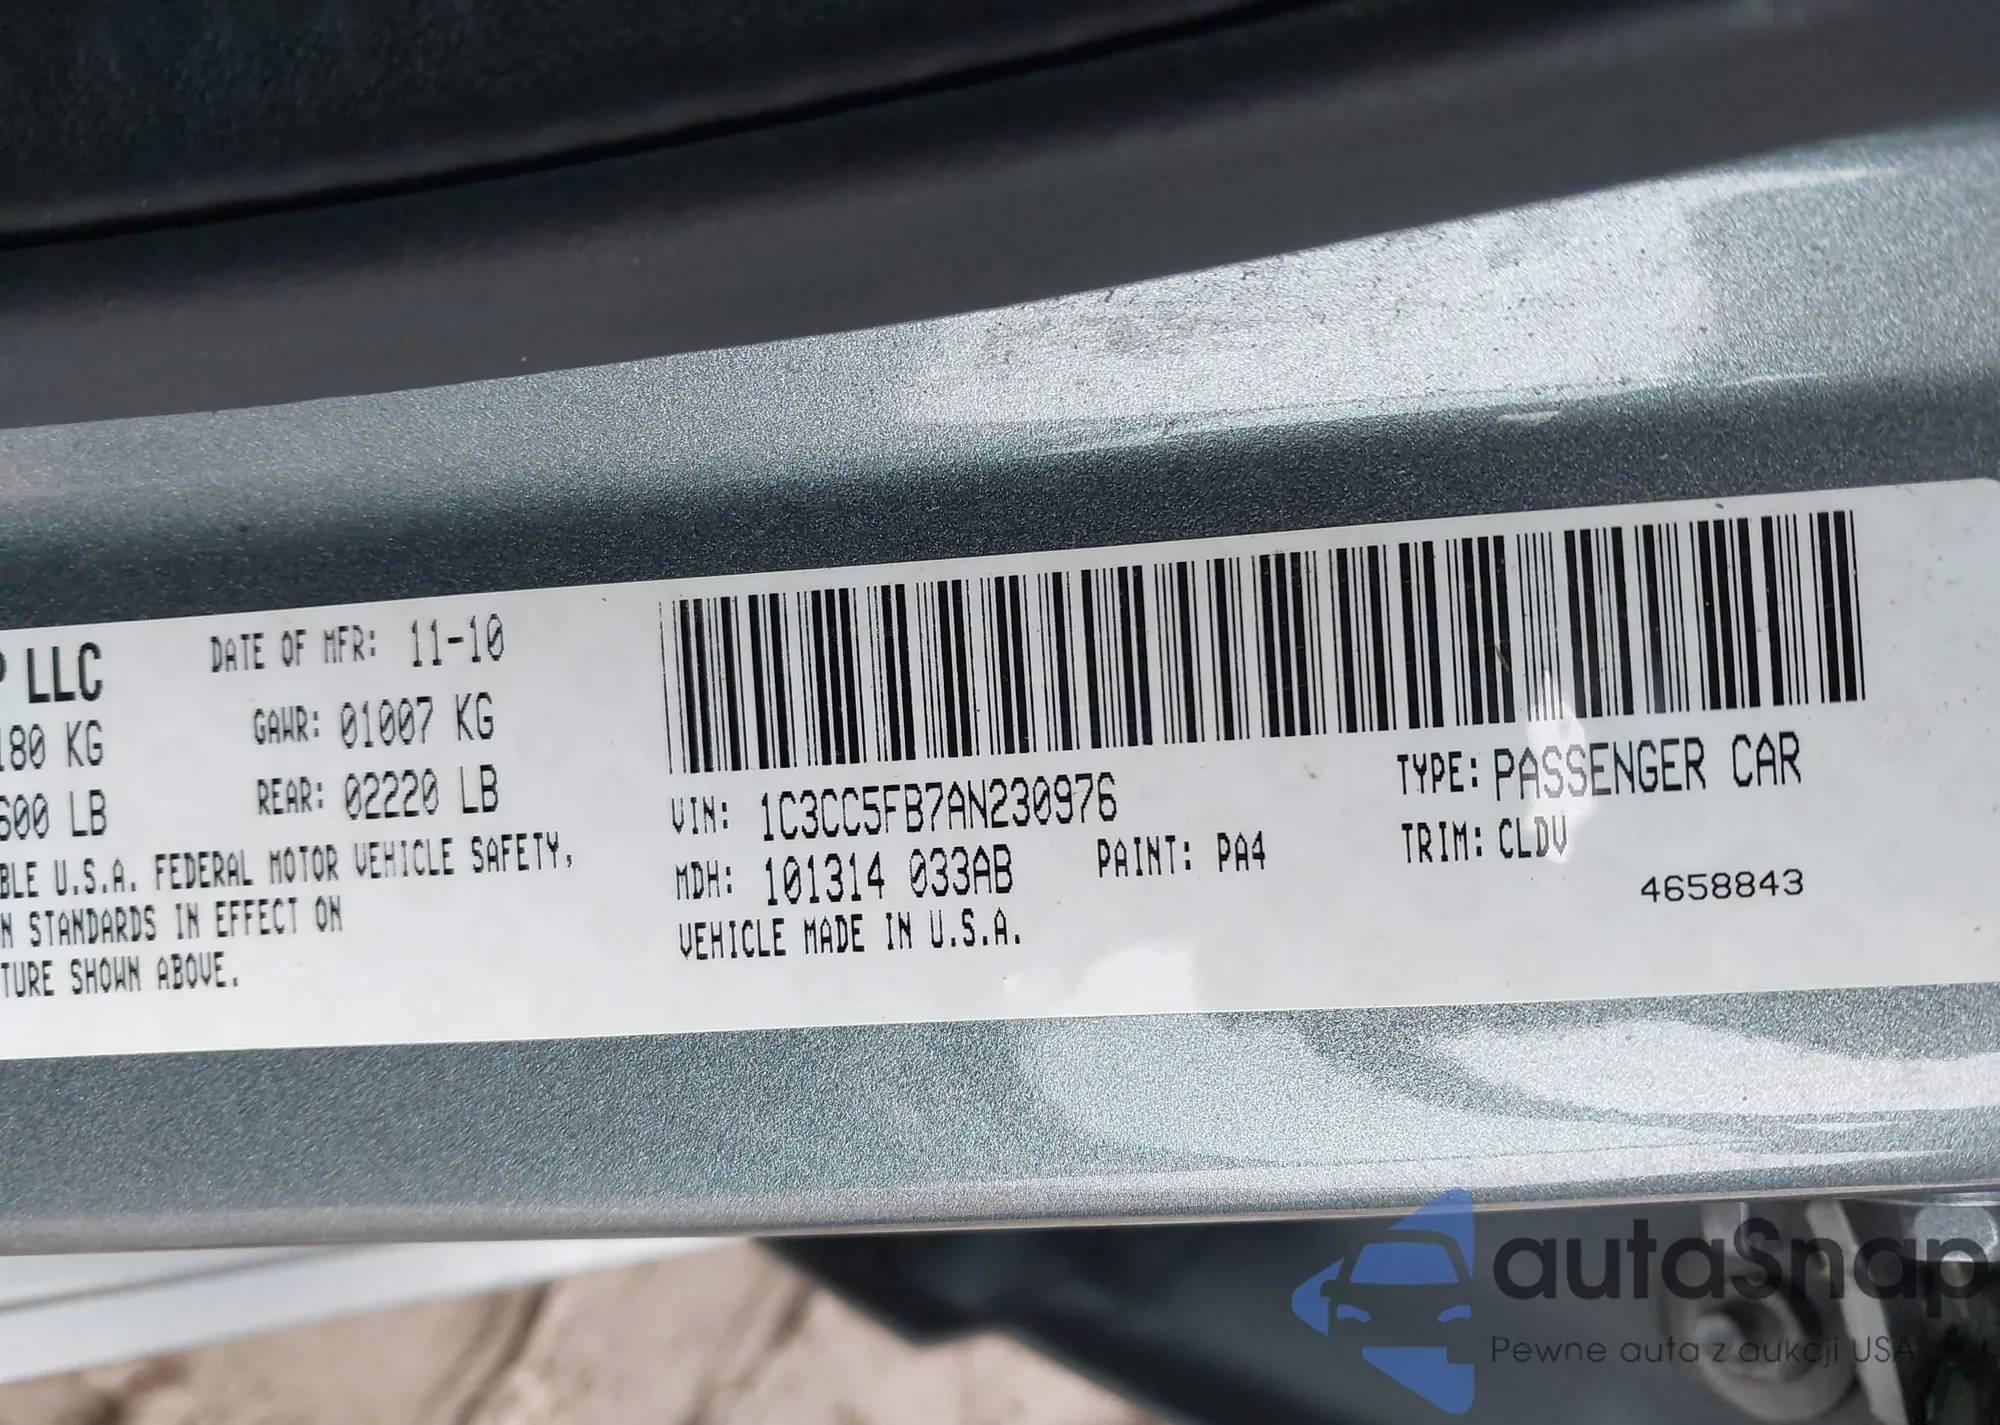 P LLC DATE OF MFR: 11-10
180 KG GAWR: 01007 KG
600 LB REAR: 02220 LB
BLE U.S.A. FEDERAL MOTOR VEHICLE SAFETY,
N STANDARDS IN EFFECT ON
TURE SHOWN ABOVE.
VIN: 1C3CC5FB7AN230976 TYPE: PASSENGER CAR
MDH: 101314 033AB PAINT: PA4 TRIM: CLDV
VEHICLE MADE IN U.S.A. 4658843
autaSnap
Pewne auta z aukcji USA